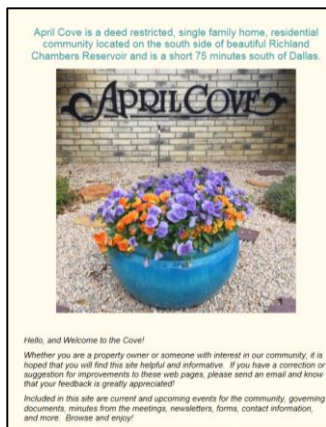 April Cove is a deed restricted, single family home, residential
community located on the south side of beautiful Richland
Chambers Reservoir and is a short 75 minutes south of Dallas.
APRIL COVE
Hello, and Welcome to the Cove!
Whether you are a property owner or someone with interest in our community, it is
hoped that you will find this site helpful and informative. If you have a correction or
suggestion for improvements to these web pages, please send an email and know
that your feedback is greatly appreciated!
Included in this site are current and upcoming events for the community, governing
documents, minutes from the meetings, newsletters, forms, contact information,
and more. Browse and enjoy!